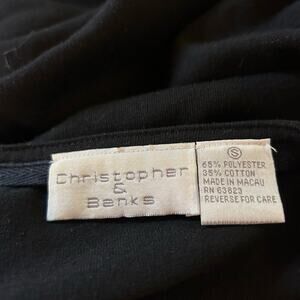 Christopher
&
Banks
S
65% POLYESTER
35% COTTON
MADE IN MACAU
RN 63823
REVERSE FOR CARE